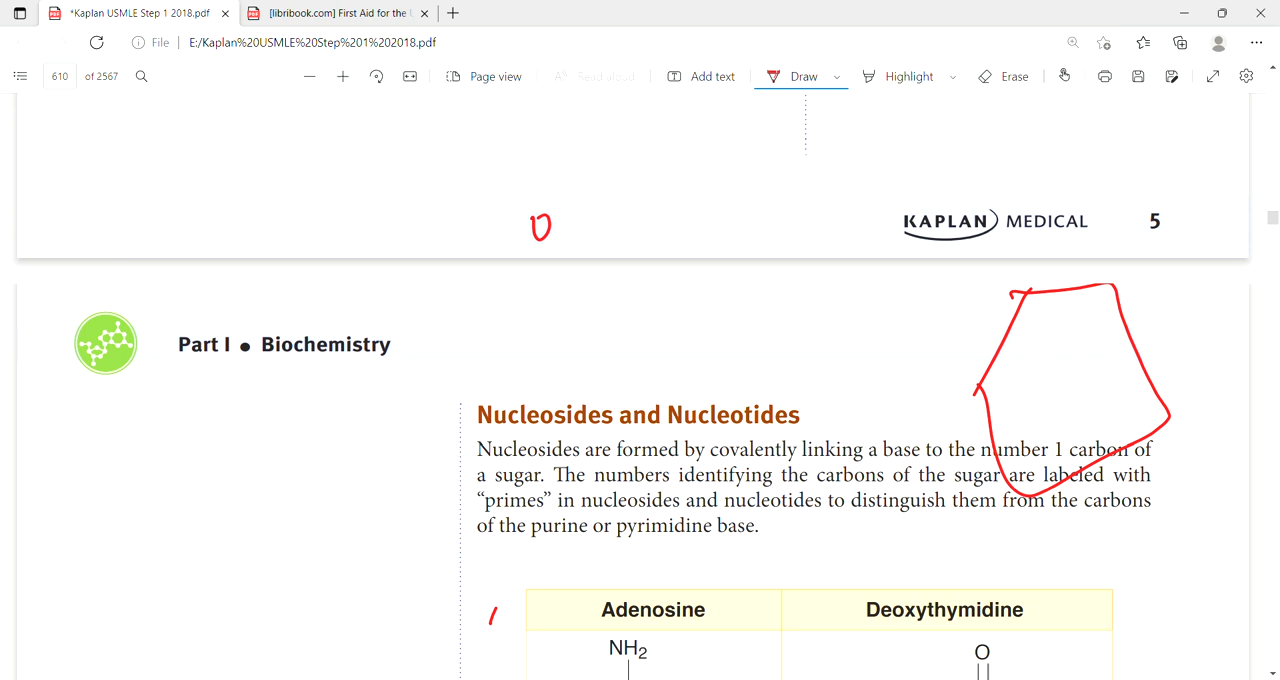 *Kaplan USMLE Step 1 2018.pdf
[libribook.com] First Aid for the
File
E:/Kaplan%20USMLE%20Step%201%202018.pdf
610 of 2567
Page view
Read aloud
Add text
Draw
Highlight
Erase
KAPLAN MEDICAL 5
Part I • Biochemistry
Nucleosides and Nucleotides
Nucleosides are formed by covalently linking a base to the number 1 carbon of
a sugar. The numbers identifying the carbons of the sugar are labeled with
“primes” in nucleosides and nucleotides to distinguish them from the carbons
of the purine or pyrimidine base.
Adenosine
Deoxythymidine
NH2
O